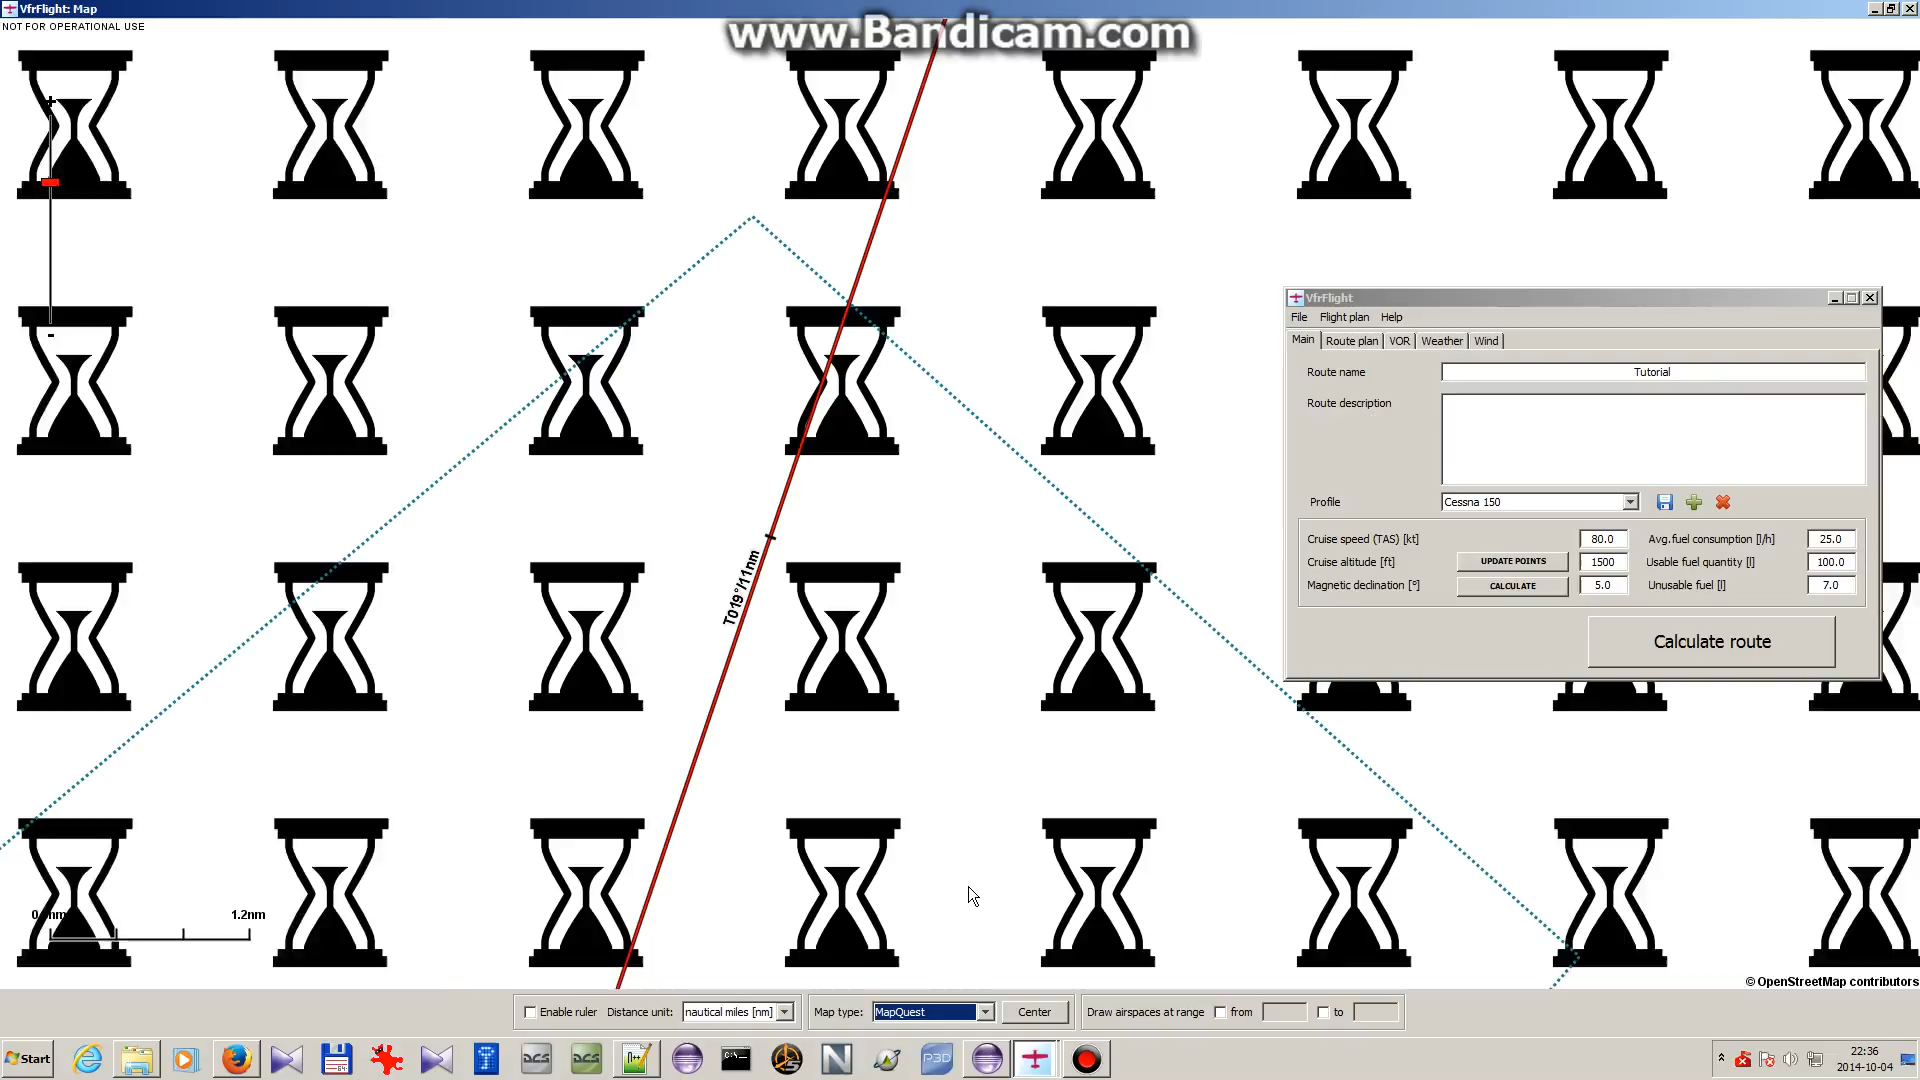 VfrFlight: Map
NOT FOR OPERATIONAL USE
www.Bandicam.com
+
-
T019°/11nm
1.2nm
© OpenStreetMap contributors
VfrFlight
File Flight plan Help
Main Route plan VOR Weather Wind
Route name Tutorial
Route description
Profile Cessna 150
Cruise speed (TAS) [kt] 80.0 Avg.fuel consumption [l/h] 25.0
Cruise altitude [ft] UPDATE POINTS 1500 Usable fuel quantity [l] 100.0
Magnetic declination [°] CALCULATE 5.0 Unusable fuel [l] 7.0
Calculate route
Enable ruler Distance unit: nautical miles [nm] Map type: MapQuest Center Draw airspaces at range from to
Start
64
DCS
DCS
N
P3D
22:36
2014-10-04